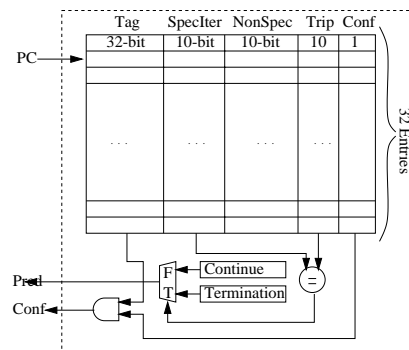 Tag SpecIter NonSpec Trip Conf
32-bit 10-bit 10-bit 10 1
PC
. . . . . . . . . . . . . . .
32 Entries
F Continue
=
Pred
T Termination
Conf